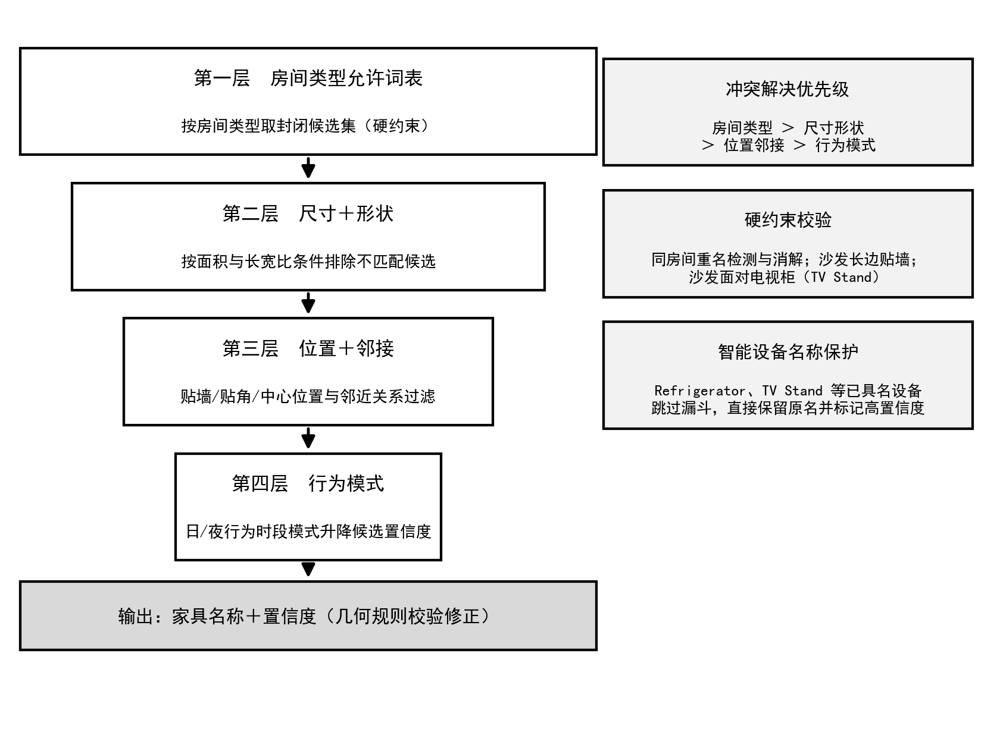 第一层　房间类型允许词表
按房间类型取封闭候选集（硬约束）
第二层　尺寸＋形状
按面积与长宽比条件排除不匹配候选
第三层　位置＋邻接
贴墙/贴角/中心位置与邻近关系过滤
第四层　行为模式
日/夜行为时段模式升降候选置信度
输出：家具名称＋置信度（几何规则校验修正）
冲突解决优先级
房间类型 ＞ 尺寸形状
＞ 位置邻接 ＞ 行为模式
硬约束校验
同房间重名检测与消解；沙发长边贴墙；
沙发面对电视柜（TV Stand）
智能设备名称保护
Refrigerator、TV Stand 等已具名设备
跳过漏斗，直接保留原名并标记高置信度